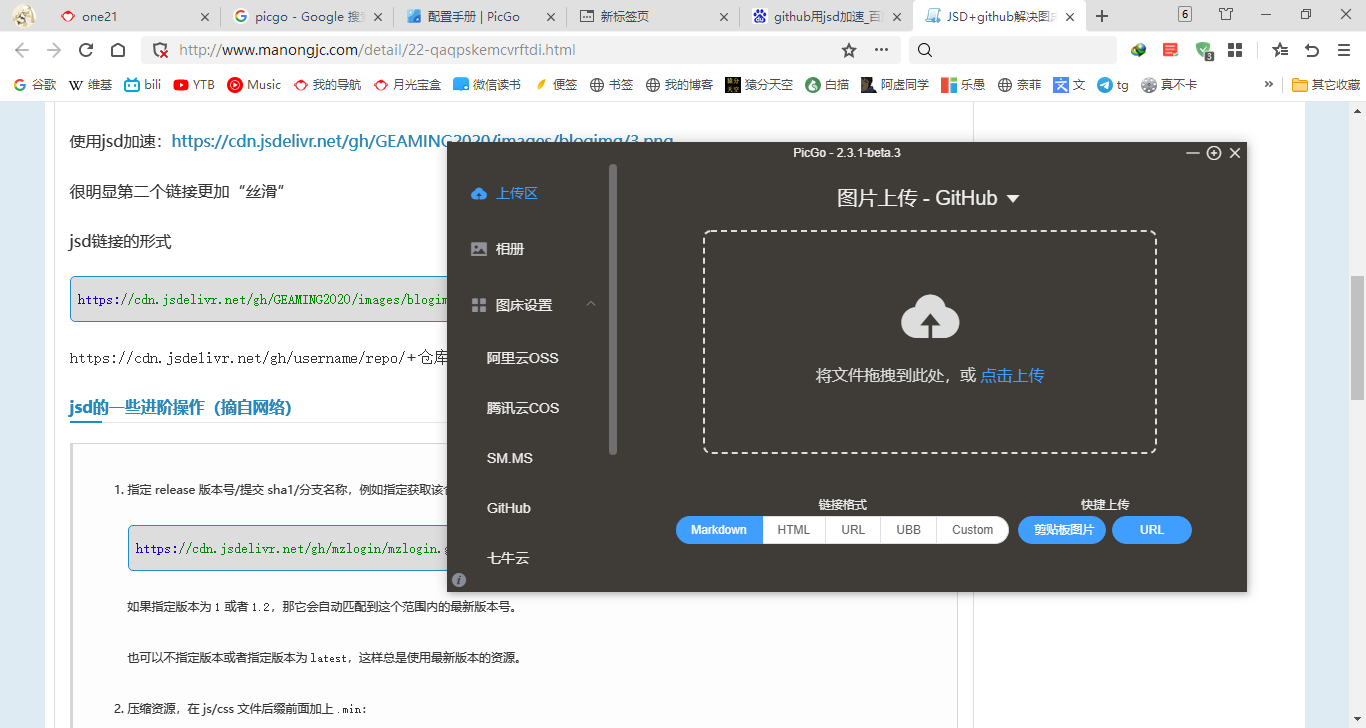 one21
picgo - Google 搜
配置手册 | PicGo
新标签页
github用jsd加速_百
JSD+github解决图
6
http://www.manongjc.com/detail/22-qaqpskemcvrftdi.html
3
谷歌 维基 bili YTB Music 我的导航 月光宝盒 微信读书 便签 书签 我的博客 猿分天空 白描 阿虚同学 乐愚 奈菲 文 tg 真不卡 » 其它收藏
使用jsd加速：https://cdn.jsdelivr.net/gh/GEAMING2020/images/blogimg/3.png
很明显第二个链接更加“丝滑”
jsd链接的形式
https://cdn.jsdelivr.net/gh/GEAMING2020/images/blogim
https://cdn.jsdelivr.net/gh/username/repo/+仓库
jsd的一些进阶操作（摘自网络)
1. 指定 release 版本号/提交 sha1/分支名称，例如指定获取该
https://cdn.jsdelivr.net/gh/mzlogin/mzlogin.g
如果指定版本为 1 或者 1.2，那它会自动匹配到这个范围内的最新版本号。
也可以不指定版本或者指定版本为 latest，这样总是使用最新版本的资源。
2. 压缩资源，在 js/css 文件后缀前面加上 .min：
PicGo - 2.3.1-beta.3
上传区
相册
图床设置
阿里云OSS
腾讯云COS
SM.MS
GitHub
七牛云
图片上传 - GitHub
将文件拖拽到此处，或 点击上传
链接格式
Markdown HTML URL UBB Custom
快捷上传
剪贴板图片 URL